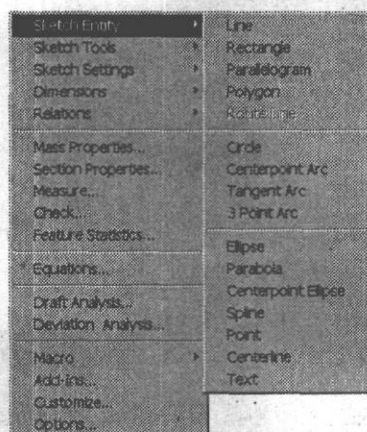 Sketch Entity
Sketch Tools
Sketch Settings
Dimensions
Relations
Mass Properties...
Section Properties...
Measure...
Check...
Feature Statistics...
Equations...
Draft Analysis...
Deviation Analysis...
Macro
Add-Ins...
Customize...
Options...
Line
Rectangle
Parallelogram
Polygon
Route Line
Circle
Centerpoint Arc
Tangent Arc
3 Point Arc
Ellipse
Parabola
Centerpoint Ellipse
Spline
Point
Centerline
Text